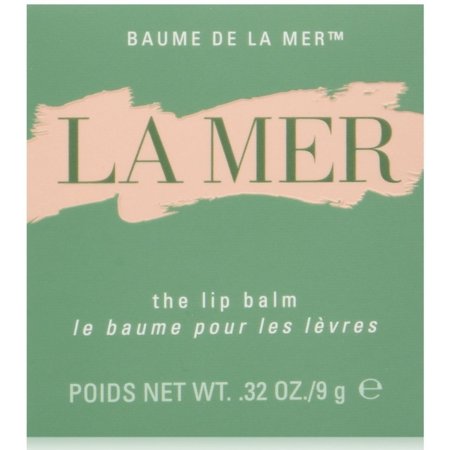 BAUME DE LA MER™
LA MER
the lip balm
le baume pour les lèvres
POIDS NET WT. .32 OZ./9 g ℮